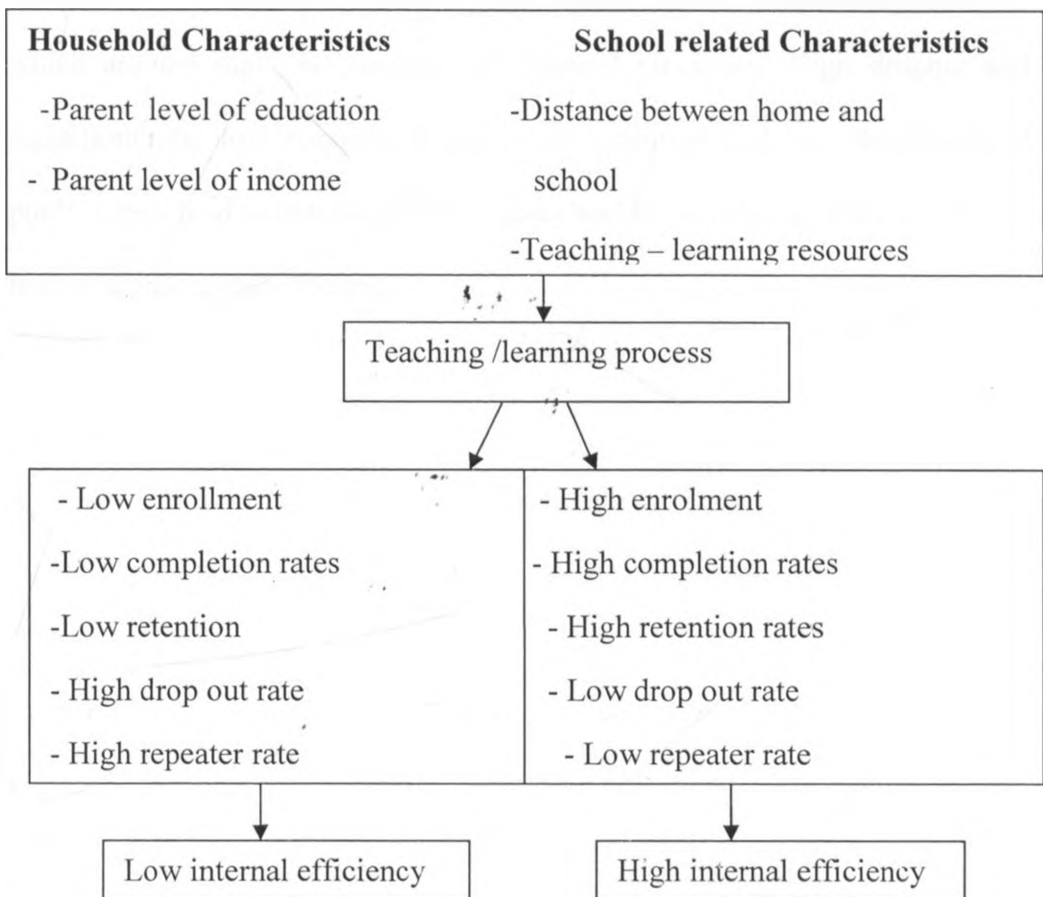 Household Characteristics
-Parent level of education
- Parent level of income
School related Characteristics
-Distance between home and
school
-Teaching – learning resources
Teaching /learning process
- Low enrollment
-Low completion rates
-Low retention
- High drop out rate
- High repeater rate
- High enrolment
- High completion rates
- High retention rates
- Low drop out rate
- Low repeater rate
Low internal efficiency
High internal efficiency